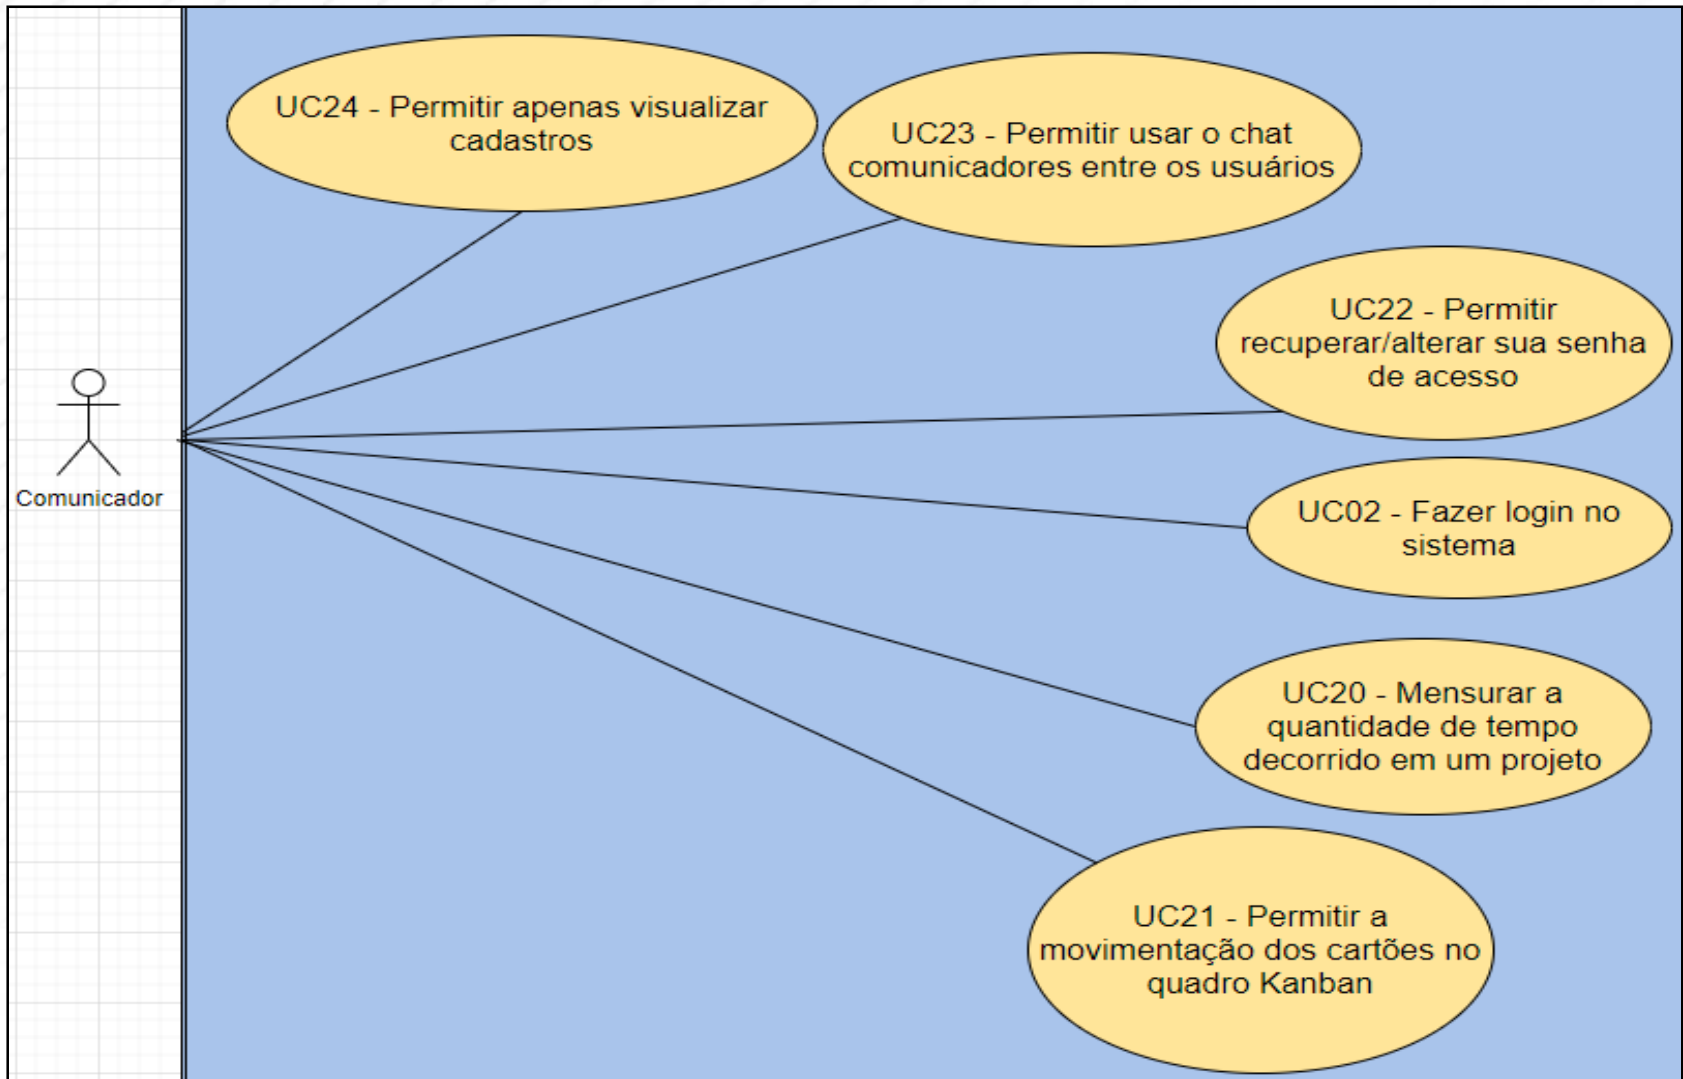 UC24 - Permitir apenas visualizar
cadastros
UC23 - Permitir usar o chat
comunicadores entre os usuários
UC22 - Permitir
recuperar/alterar sua senha
de acesso
Comunicador
UC02 - Fazer login no
sistema
UC20 - Mensurar a
quantidade de tempo
decorrido em um projeto
UC21 - Permitir a
movimentação dos cartões no
quadro Kanban